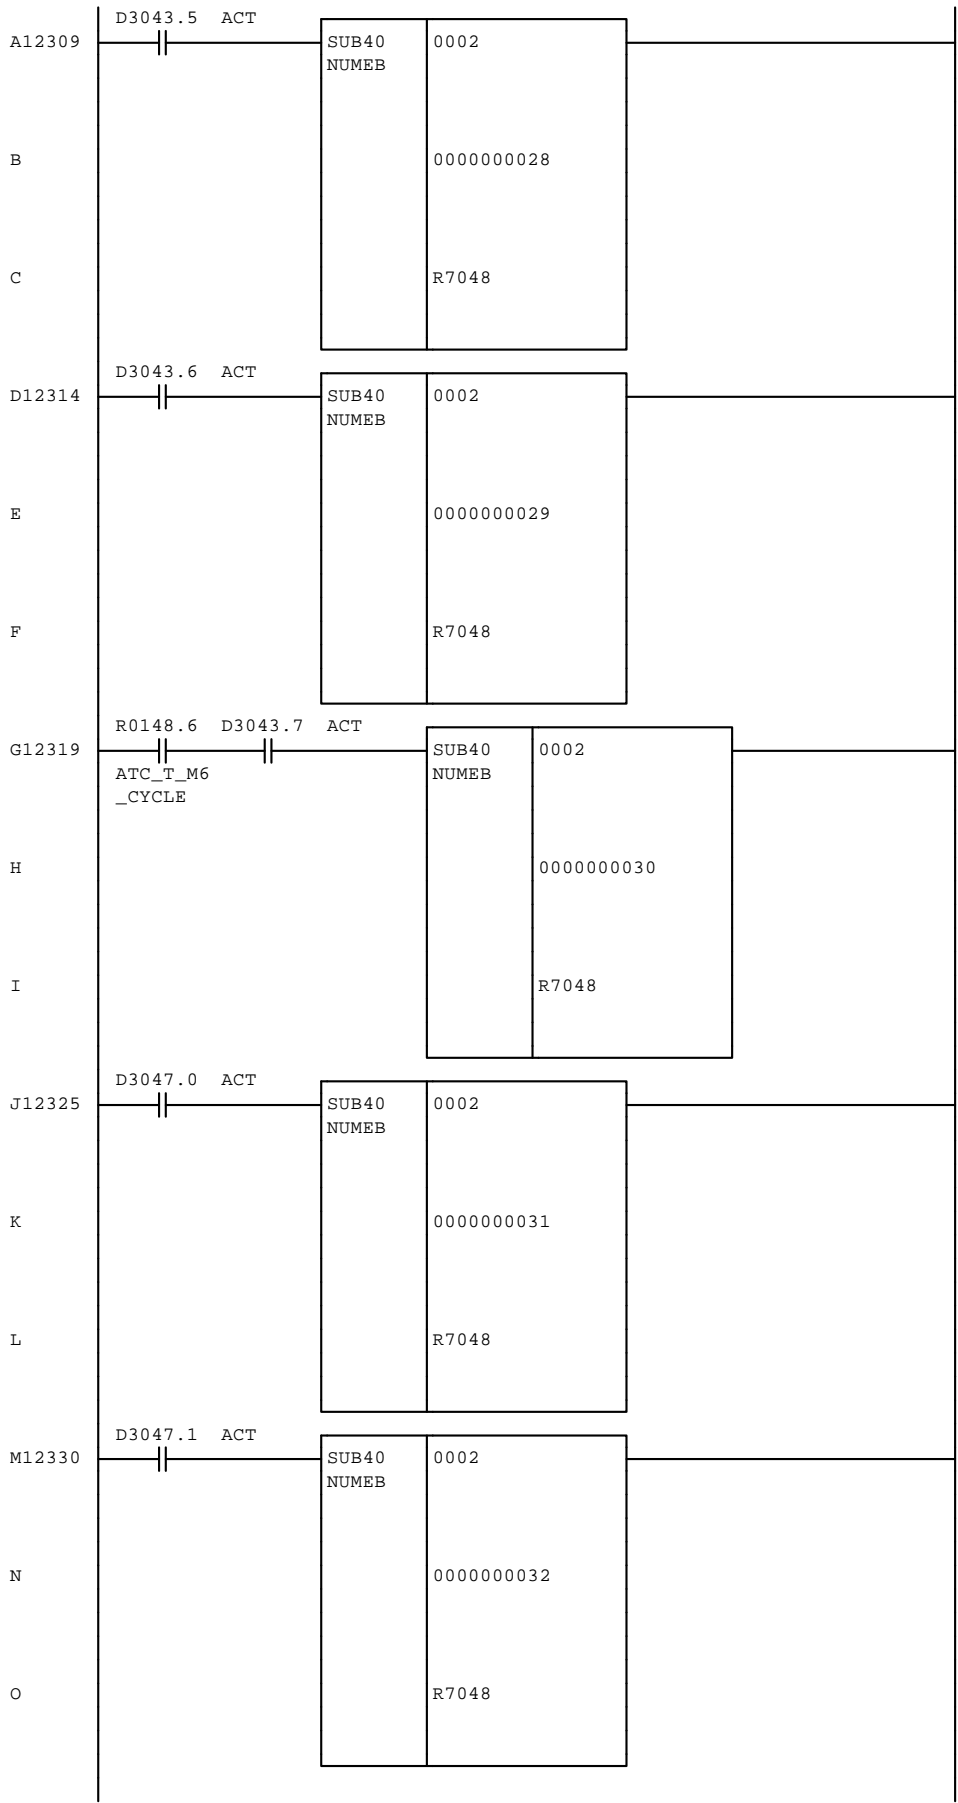 D3043.5 ACT
A12309 SUB40 0002
NUMEB
B 0000000028
C R7048
D3043.6 ACT
D12314 SUB40 0002
NUMEB
E 0000000029
F R7048
R0148.6 D3043.7 ACT
G12319 SUB40 0002
ATC_T_M6 NUMEB
_CYCLE
H 0000000030
I R7048
D3047.0 ACT
J12325 SUB40 0002
NUMEB
K 0000000031
L R7048
D3047.1 ACT
M12330 SUB40 0002
NUMEB
N 0000000032
O R7048